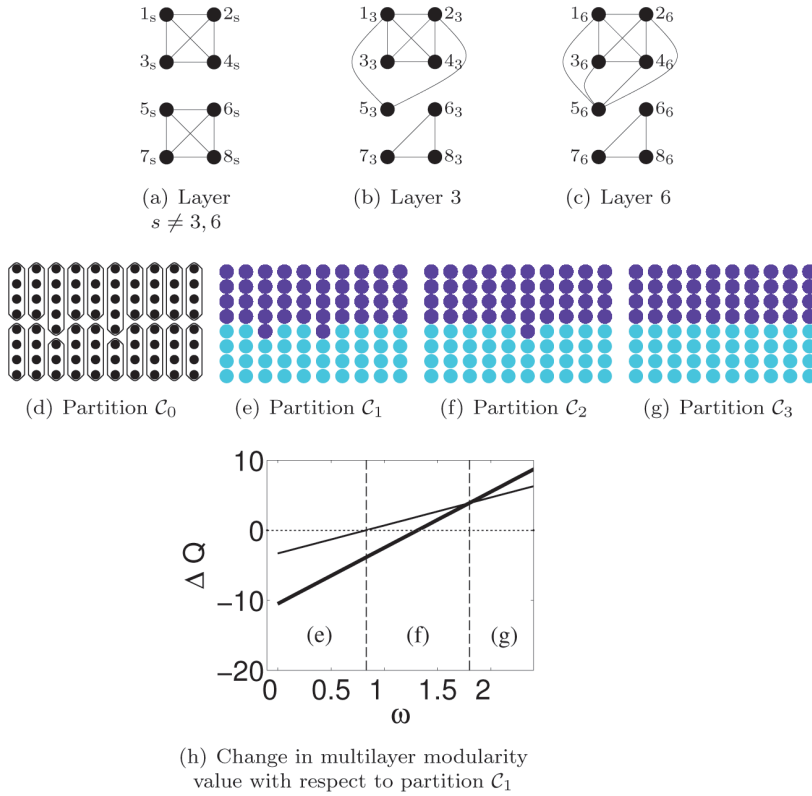 1s 2s 1₃ 2₃ 1₆ 2₆
3s 4s 3₃ 4₃ 3₆ 4₆
5s 6s 5₃ 6₃ 5₆ 6₆
7s 8s 7₃ 8₃ 7₆ 8₆
(a) Layer
s ≠ 3, 6
(b) Layer 3
(c) Layer 6
(d) Partition C₀
(e) Partition C₁
(f) Partition C₂
(g) Partition C₃
10
0
−10
−20
Δ Q
(e)
(f)
(g)
0 0.5 1 1.5 2
ω
(h) Change in multilayer modularity
value with respect to partition C₁